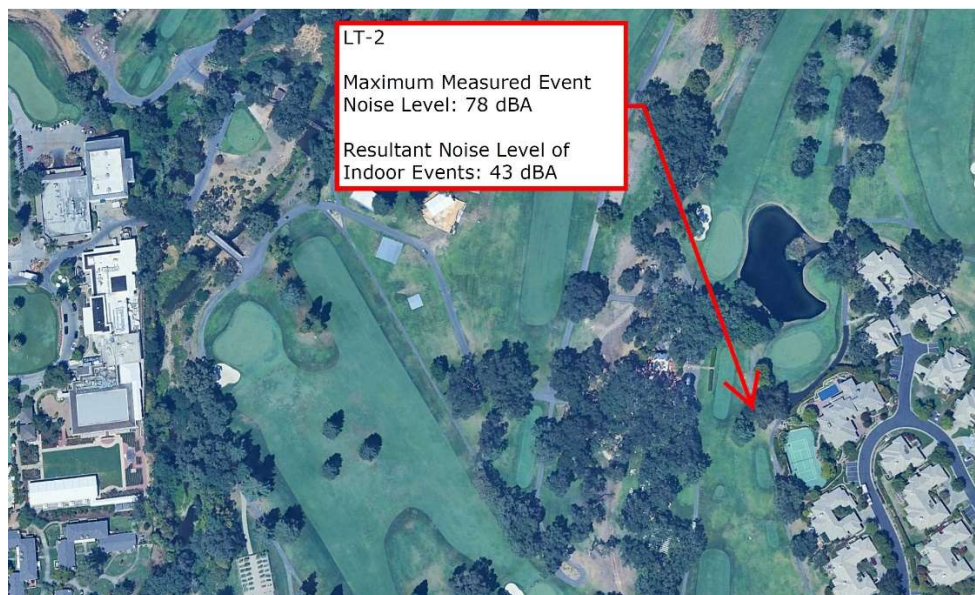 LT-2
Maximum Measured Event
Noise Level: 78 dBA
Resultant Noise Level of
Indoor Events: 43 dBA